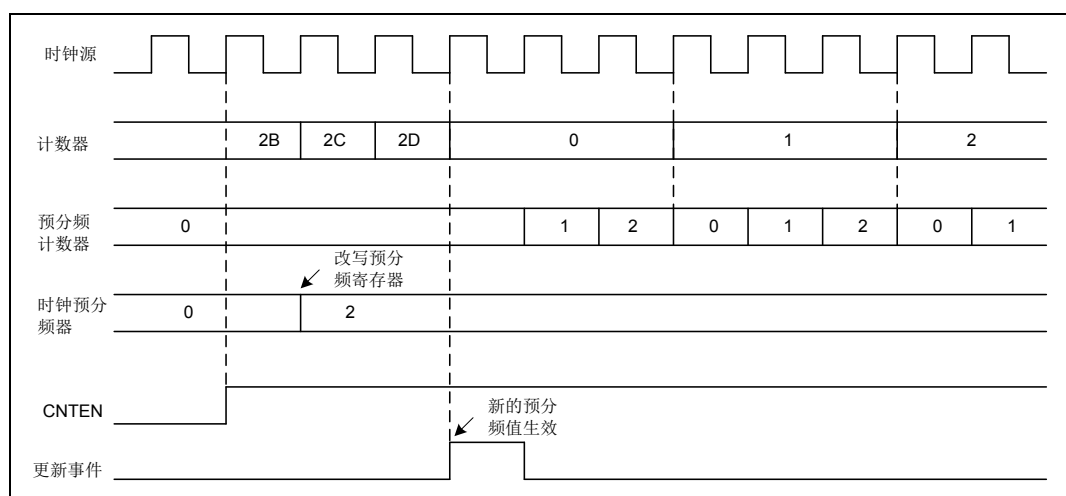 时钟源
计数器
2B 2C 2D 0 1 2
预分频
计数器
0 1 2 0 1 2 0 1
改写预分
频寄存器
时钟预分
频器
0 2
CNTEN
新的预分
频值生效
更新事件